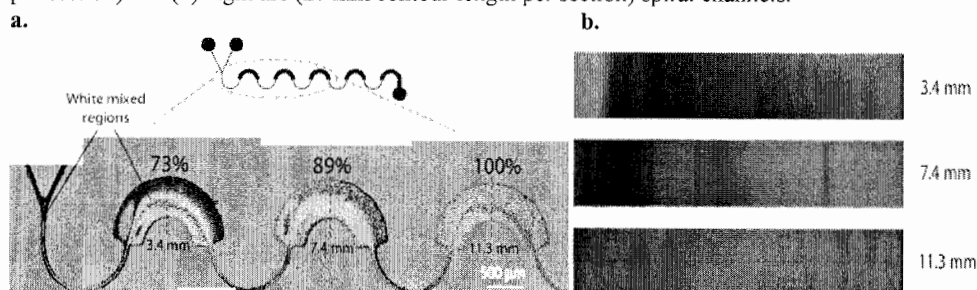 a.
b.
White mixed
regions
73%
89%
100%
3.4 mm
7.4 mm
11.3 mm
500 µm
3.4 mm
7.4 mm
11.3 mm